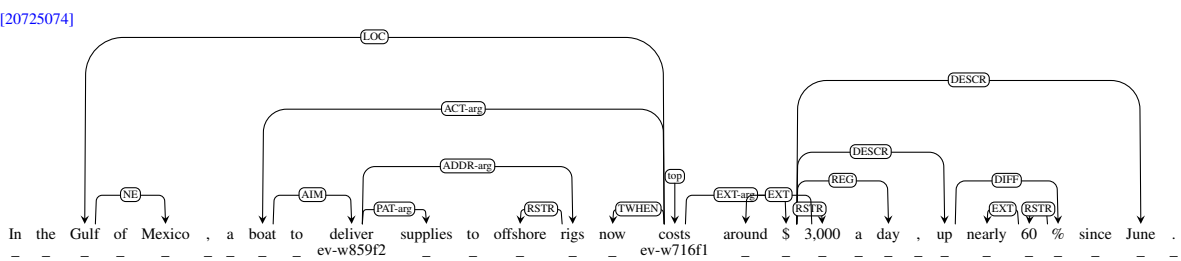 [20725074]
LOC
DESCR
ACT-arg
DESCR
ADDR-arg
top
REG
DIFF
NE
AIM
EXT-arg
EXT
PAT-arg
RSTR
TWHEN
RSTR
EXT
RSTR
In the Gulf of Mexico , a boat to deliver supplies to offshore rigs now costs around $ 3,000 a day , up nearly 60 % since June .
_ _ _ _ _ _ _ _ _ ev-w859f2 _ _ _ _ _ ev-w716f1 _ _ _ _ _ _ _ _ _ _ _ _ _